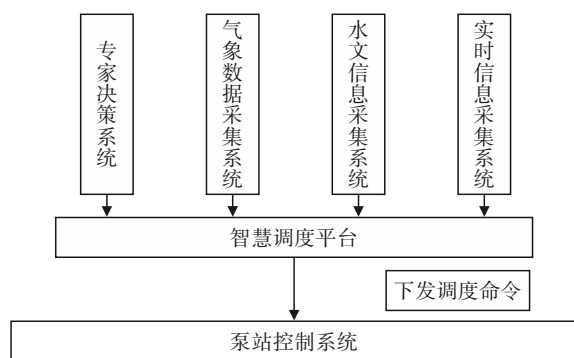 专家决策系统
气象数据采集系统
水文信息采集系统
实时信息采集系统
智慧调度平台
下发调度命令
泵站控制系统